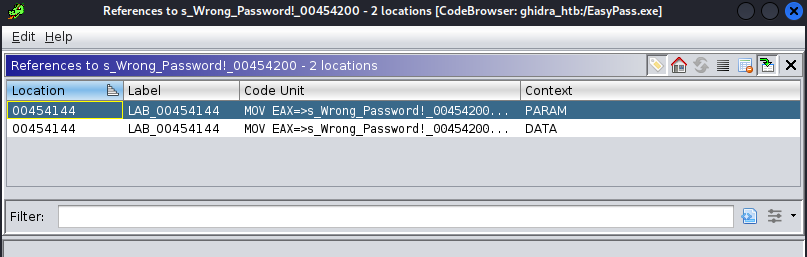 References to s_Wrong_Password!_00454200 - 2 locations [CodeBrowser: ghidra_htb:/EasyPass.exe]
Edit Help
References to s_Wrong_Password!_00454200 - 2 locations
Location Label Code Unit Context
00454144 LAB_00454144 MOV EAX=>s_Wrong_Password!_00454200... PARAM
00454144 LAB_00454144 MOV EAX=>s_Wrong_Password!_00454200... DATA
Filter: